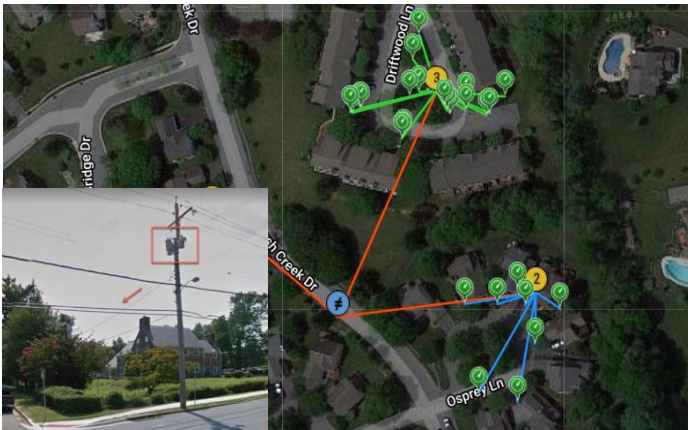 ek Dr
Driftwood Ln
3
ridge Dr
sh Creek Dr
≠
2
Osprey Ln